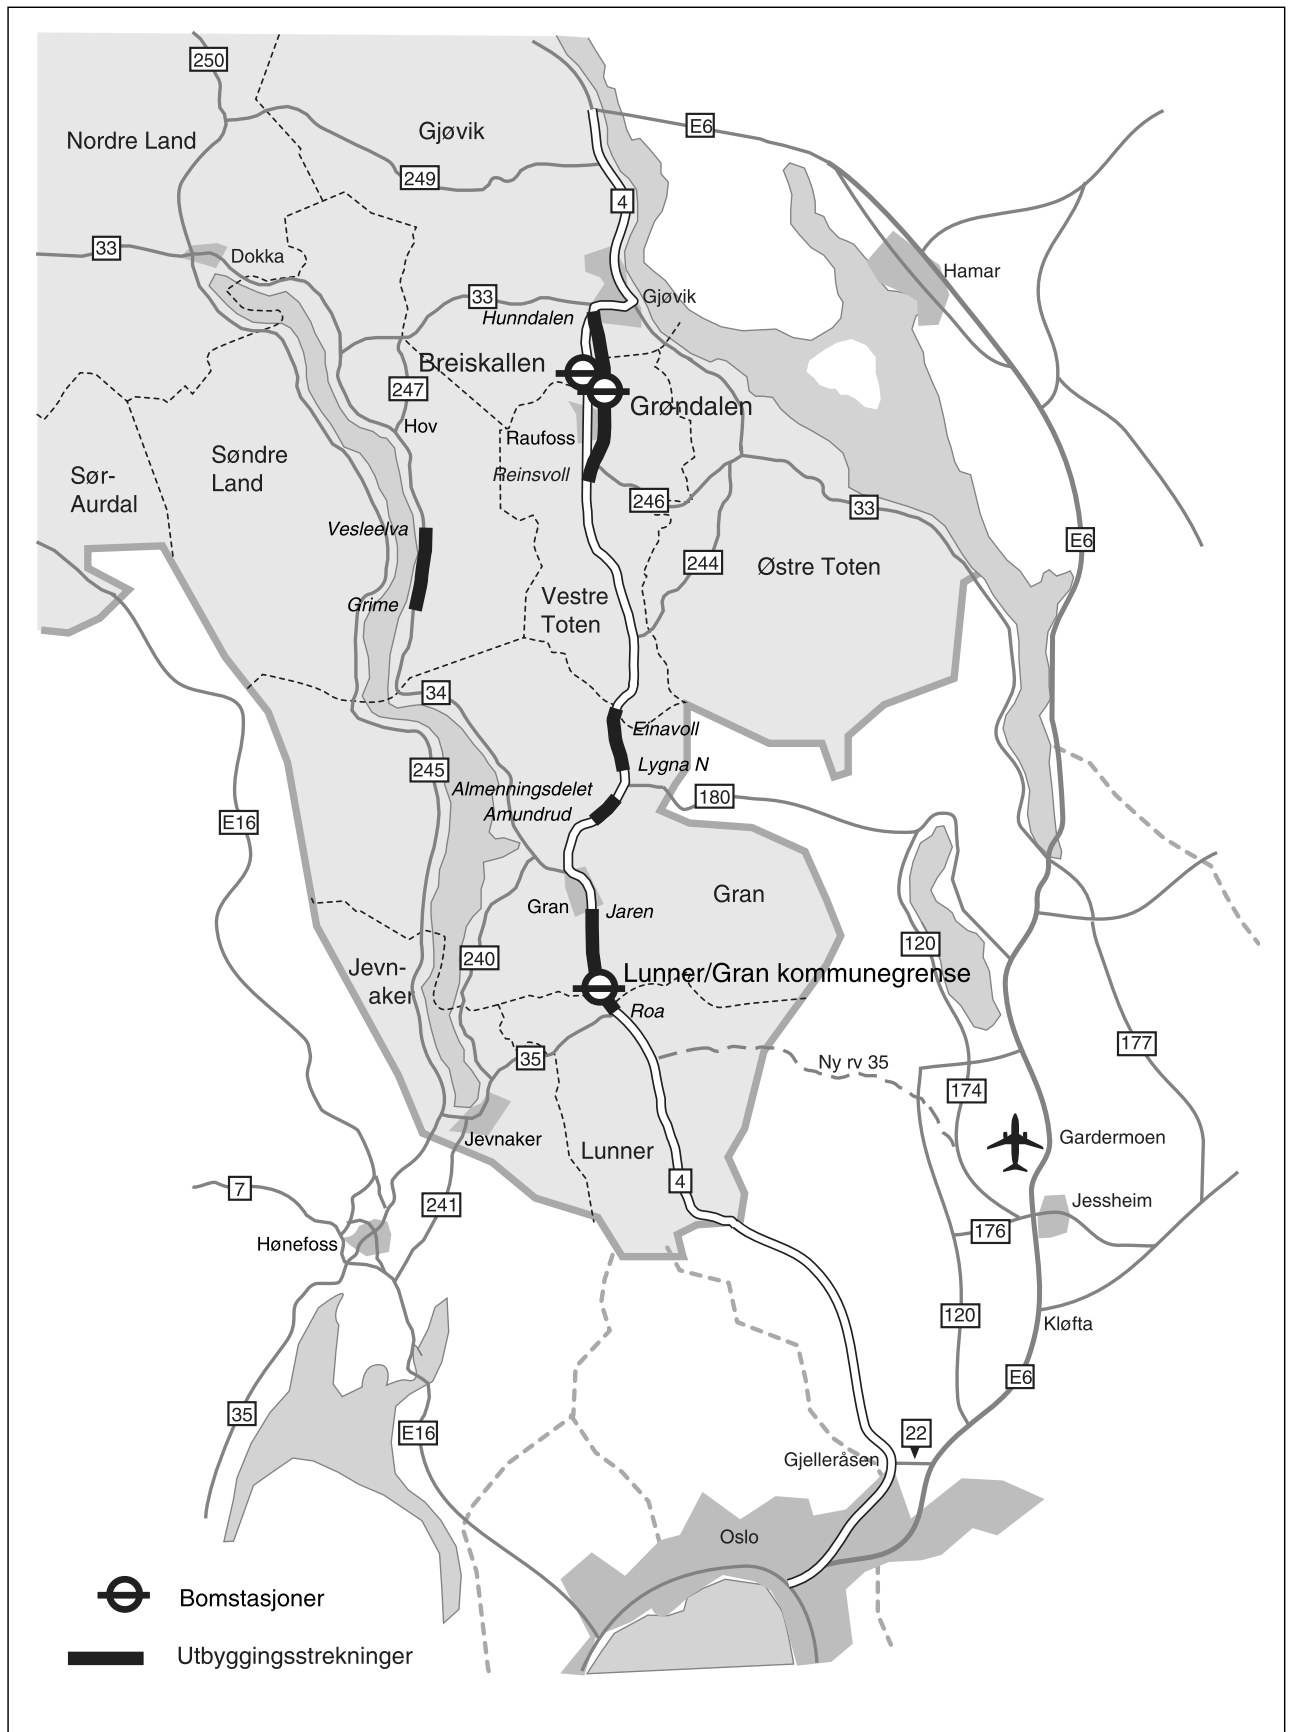 250
E6
Nordre Land
Gjøvik
249
4
33
Dokka
Hamar
33
Gjøvik
Hunndalen
Breiskallen
247
Grøndalen
Hov
Raufoss
Søndre
Land
Sør-
Aurdal
Reinsvoll
246
33
Vesleelva
E6
244
Østre Toten
Vestre
Toten
Grime
34
Einavoll
Lygna N
245
Almenningsdelet
Amundrud
180
E16
Gran
Gran
Jaren
120
240
Jevn-
aker
Lunner/Gran kommunegrense
Roa
35
Ny rv 35
177
174
Jevnaker
Gardermoen
Lunner
7
4
241
Jessheim
176
Hønefoss
120
Kløfta
E6
35
E16
22
Gjelleråsen
Oslo
Bomstasjoner
Utbyggingsstrekninger